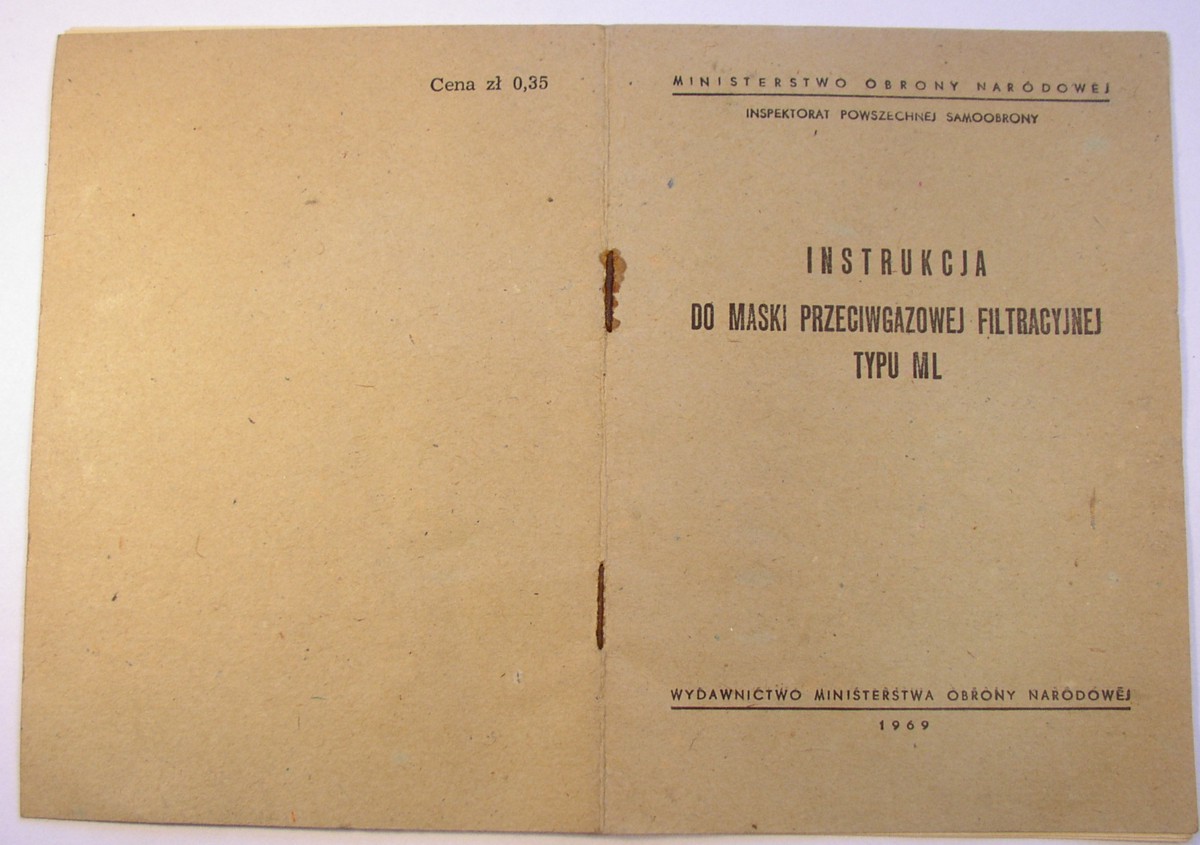 Cena zł 0,35
MINISTERSTWO OBRONY NARÓDOWEJ
INSPEKTORAT POWSZECHNEJ SAMOOBRONY
INSTRUKCJA
DO MASKI PRZECIWGAZOWEJ FILTRACYJNEJ
TYPU ML
WYDAWNICTWO MINISTERSTWA OBRONY NARODOWEJ
1969